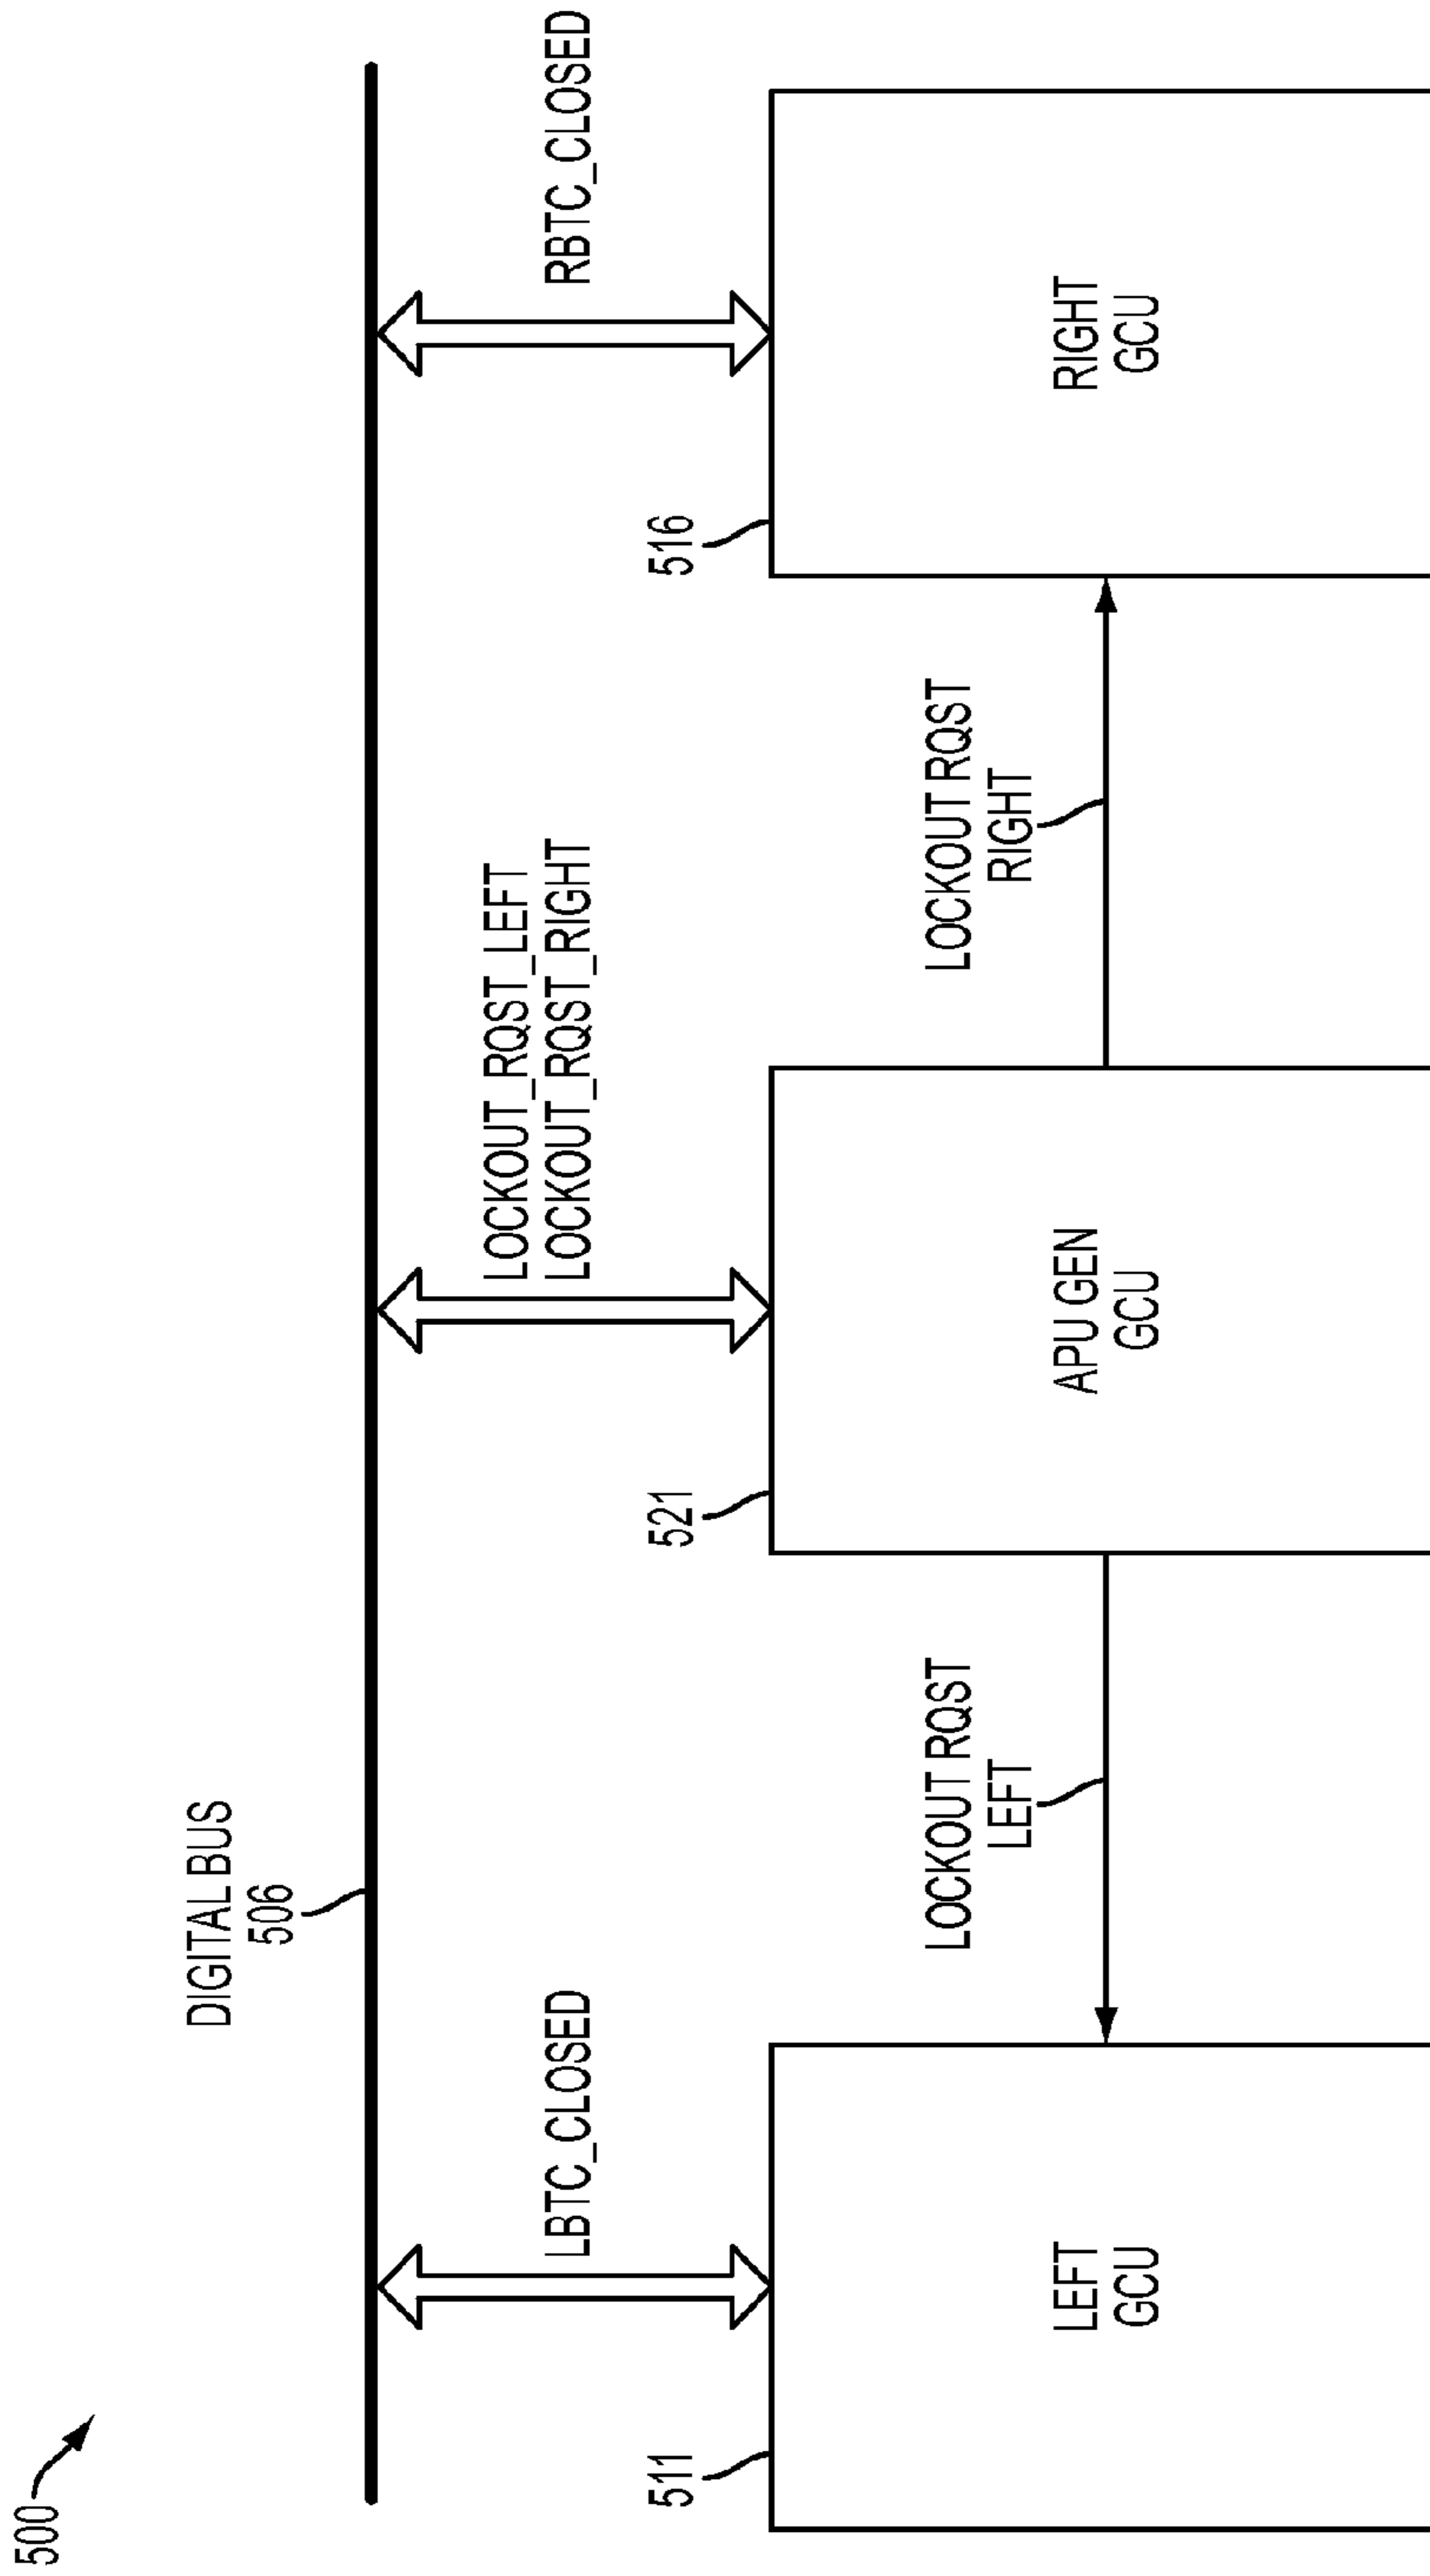 500
DIGITAL BUS
506
LBTC_CLOSED
LOCKOUT_RQST_LEFT
LOCKOUT_RQST_RIGHT
RBTC_CLOSED
511
521
516
LOCKOUT RQST
LEFT
LOCKOUT RQST
RIGHT
LEFT
GCU
APU GEN
GCU
RIGHT
GCU